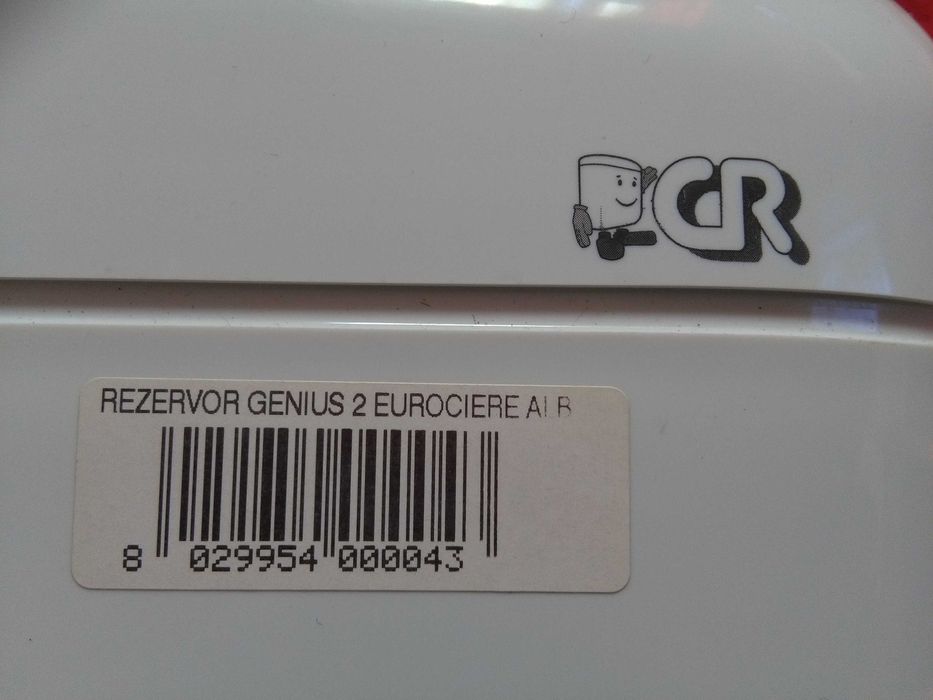 CR
REZERVOR GENIUS 2 EUROCIERE ALB
8 029954 000043